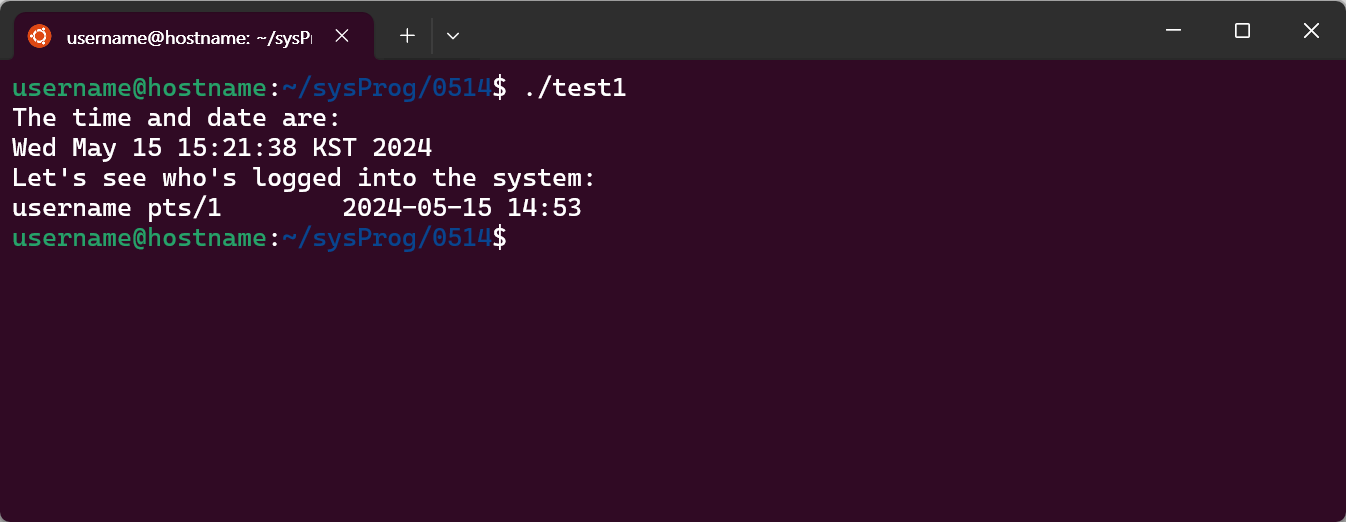 username@hostname: ~/sysPr
username@hostname:~/sysProg/0514$ ./test1
The time and date are:
Wed May 15 15:21:38 KST 2024
Let's see who's logged into the system:
username pts/1        2024-05-15 14:53
username@hostname:~/sysProg/0514$